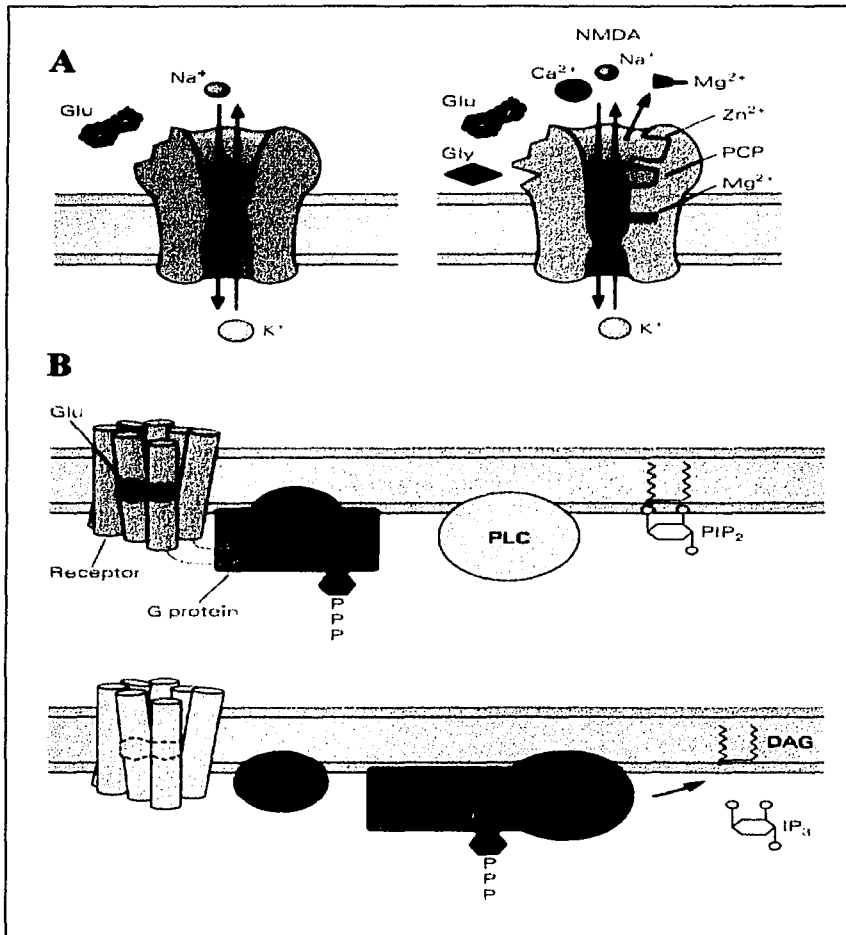 A
NMDA
Na⁺
Glu
K⁺
Ca²⁺
Na⁺
Mg²⁺
Glu
Zn²⁺
Gly
PCP
Mg²⁺
K⁺
B
Glu
PLC
PIP₂
Receptor
G protein
P
P
P
DAG
IP₃
P
P
P